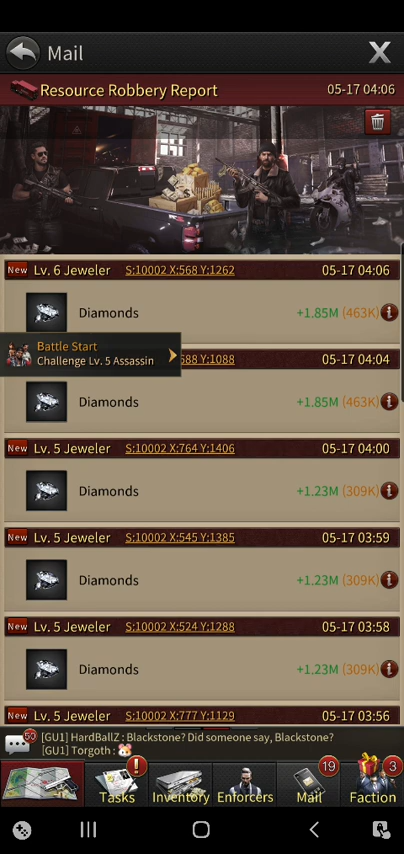 Mail
X
Resource Robbery Report 05-17 04:06
New Lv. 6 Jeweler S:10002 X:568 Y:1262 05-17 04:06
Diamonds +1.85M (463K)
Battle Start
Challenge Lv. 5 Assassin
688 Y:1088 05-17 04:04
Diamonds +1.85M (463K)
New Lv. 5 Jeweler S:10002 X:764 Y:1406 05-17 04:00
Diamonds +1.23M (309K)
New Lv. 5 Jeweler S:10002 X:545 Y:1385 05-17 03:59
Diamonds +1.23M (309K)
New Lv. 5 Jeweler S:10002 X:524 Y:1288 05-17 03:58
Diamonds +1.23M (309K)
New Lv. 5 Jeweler S:10002 X:777 Y:1129 05-17 03:56
50
[GU1] HardBallZ : Blackstone? Did someone say, Blackstone?
[GU1] Torgoth : 🐹
! 19 3
Tasks Inventory Enforcers Mail Faction